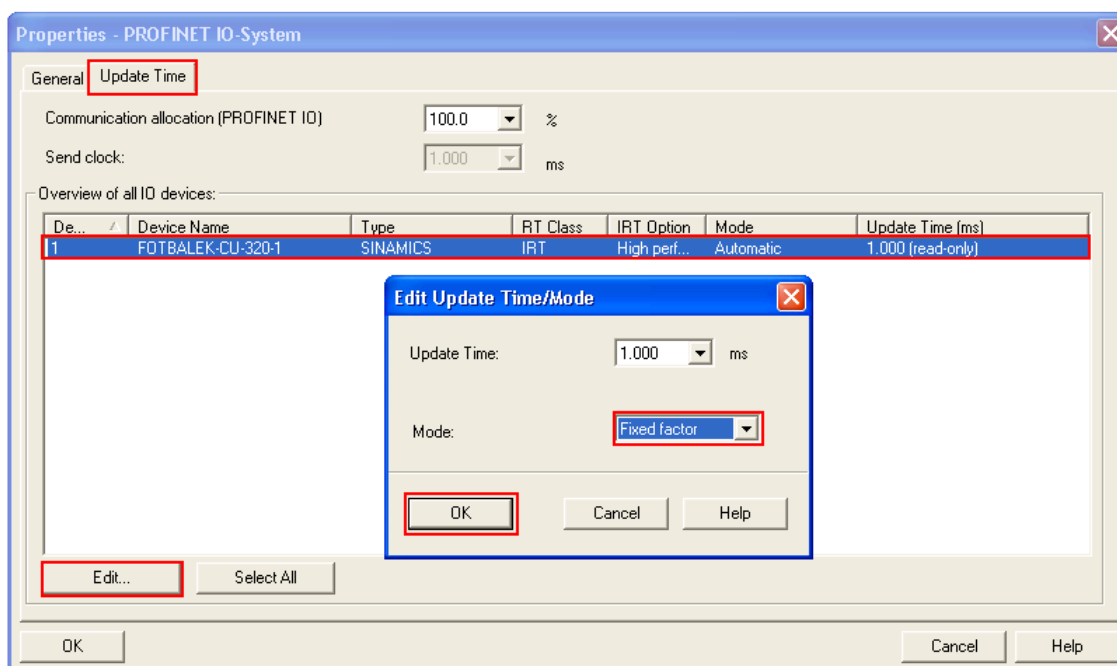 Properties - PROFINET IO-System
General Update Time
Communication allocation (PROFINET IO) 100.0 %
Send clock: 1.000 ms
Overview of all IO devices:
De... Device Name Type RT Class IRT Option Mode Update Time (ms)
1 FOTBALEK-CU-320-1 SINAMICS IRT High perf... Automatic 1.000 (read-only)
Edit Update Time/Mode
Update Time: 1.000 ms
Mode: Fixed factor
OK Cancel Help
Edit... Select All
OK Cancel Help